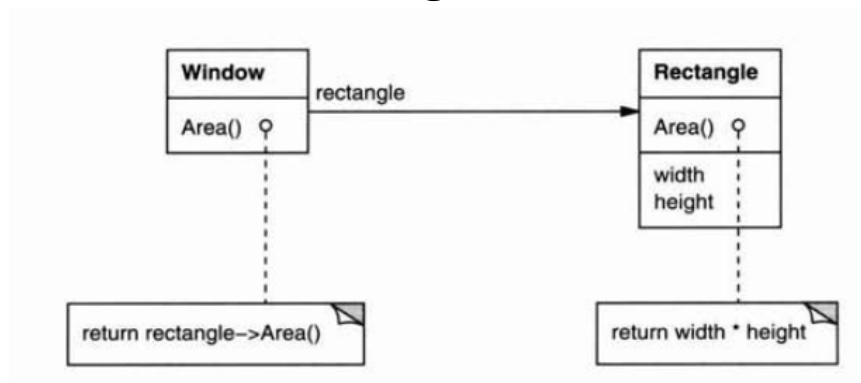 Window
Area()
rectangle
Rectangle
Area()
width
height
return rectangle–>Area()
return width * height